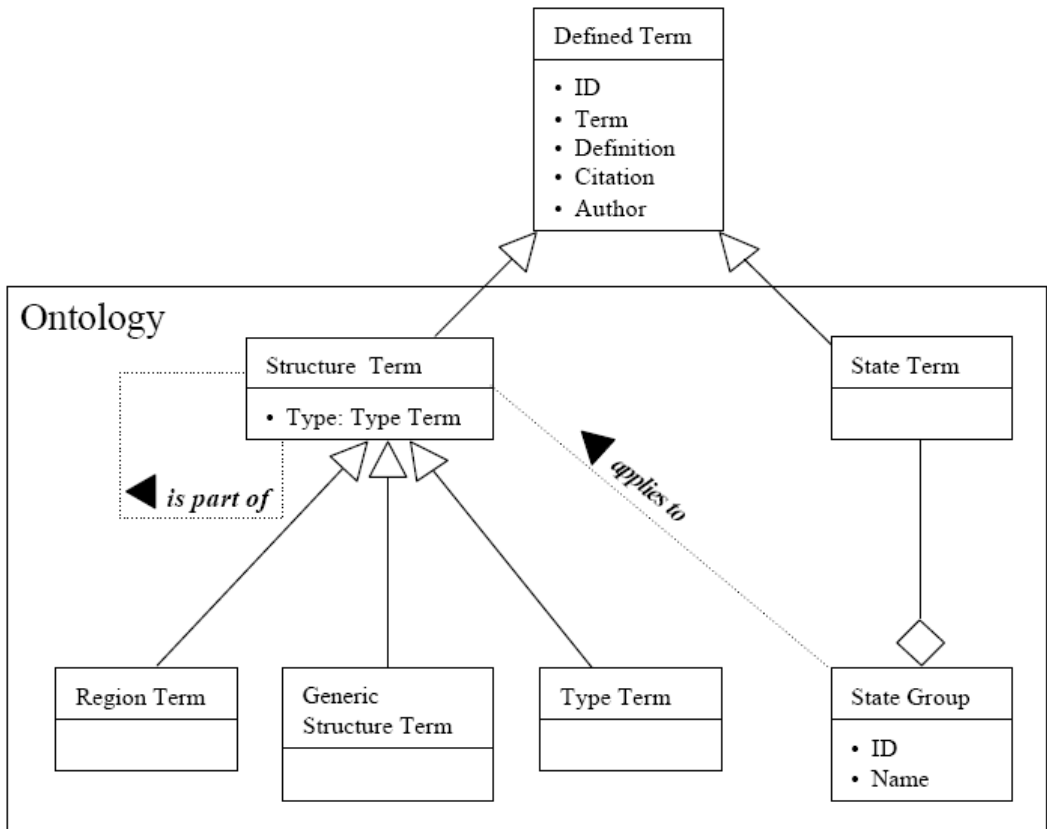 Defined Term
• ID
• Term
• Definition
• Citation
• Author
Ontology
Structure Term
• Type: Type Term
State Term
is part of
applies to
Region Term
Generic
Structure Term
Type Term
State Group
• ID
• Name